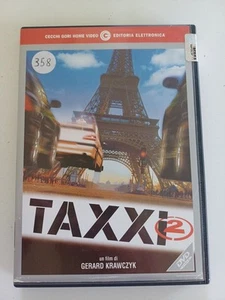 CECCHI GORI HOME VIDEO EDITORIA ELETTRONICA
358
TAXXI 2
un film di
GERARD KRAWCZYK
DVD